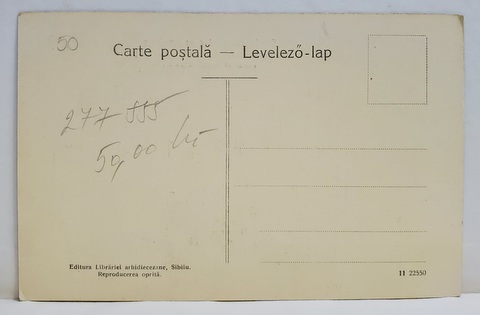 50
Carte poștală — Levelező-lap
277 555
50,00 lei
Editura Librăriei arhidiecezane, Sibiiu.
Reproducerea oprită.
11 22550